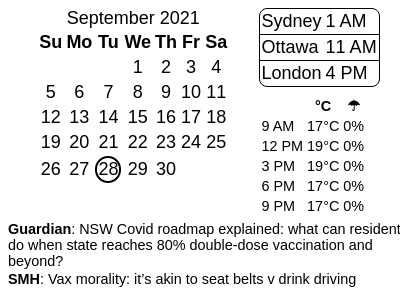 September 2021
Su Mo Tu We Th Fr Sa
1 2 3 4
5 6 7 8 9 10 11
12 13 14 15 16 17 18
19 20 21 22 23 24 25
26 27 28 29 30
Sydney 1 AM
Ottawa 11 AM
London 4 PM
°C ☂
9 AM 17°C 0%
12 PM 19°C 0%
3 PM 19°C 0%
6 PM 17°C 0%
9 PM 17°C 0%
Guardian: NSW Covid roadmap explained: what can resident
do when state reaches 80% double-dose vaccination and
beyond?
SMH: Vax morality: it’s akin to seat belts v drink driving